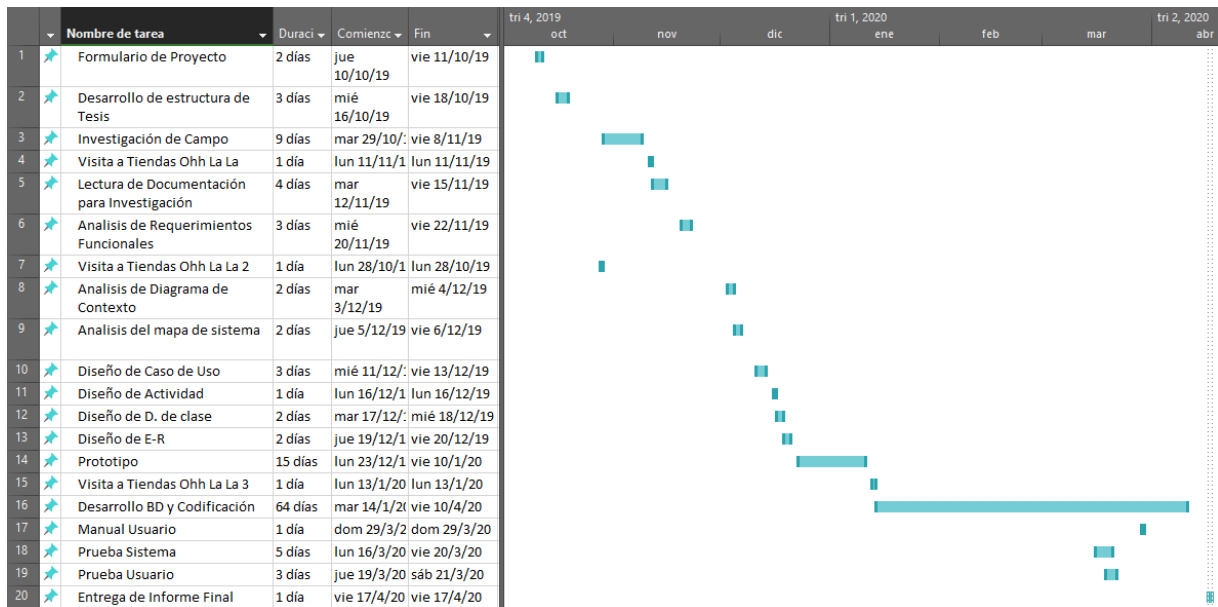 tri 4, 2019 tri 1, 2020 tri 2, 2020
Nombre de tarea Duraci Comienzc Fin oct nov dic ene feb mar abr
1 Formulario de Proyecto 2 días jue 10/10/19 vie 11/10/19
2 Desarrollo de estructura de Tesis 3 días mié 16/10/19 vie 18/10/19
3 Investigación de Campo 9 días mar 29/10/: vie 8/11/19
4 Visita a Tiendas Ohh La La 1 día lun 11/11/1 lun 11/11/19
5 Lectura de Documentación para Investigación 4 días mar 12/11/19 vie 15/11/19
6 Analisis de Requerimientos Funcionales 3 días mié 20/11/19 vie 22/11/19
7 Visita a Tiendas Ohh La La 2 1 día lun 28/10/1 lun 28/10/19
8 Analisis de Diagrama de Contexto 2 días mar 3/12/19 mié 4/12/19
9 Analisis del mapa de sistema 2 días jue 5/12/19 vie 6/12/19
10 Diseño de Caso de Uso 3 días mié 11/12/: vie 13/12/19
11 Diseño de Actividad 1 día lun 16/12/1 lun 16/12/19
12 Diseño de D. de clase 2 días mar 17/12/: mié 18/12/19
13 Diseño de E-R 2 días jue 19/12/1 vie 20/12/19
14 Prototipo 15 días lun 23/12/1 vie 10/1/20
15 Visita a Tiendas Ohh La La 3 1 día lun 13/1/20 lun 13/1/20
16 Desarrollo BD y Codificación 64 días mar 14/1/2( vie 10/4/20
17 Manual Usuario 1 día dom 29/3/2 dom 29/3/20
18 Prueba Sistema 5 días lun 16/3/20 vie 20/3/20
19 Prueba Usuario 3 días jue 19/3/20 sáb 21/3/20
20 Entrega de Informe Final 1 día vie 17/4/20 vie 17/4/20